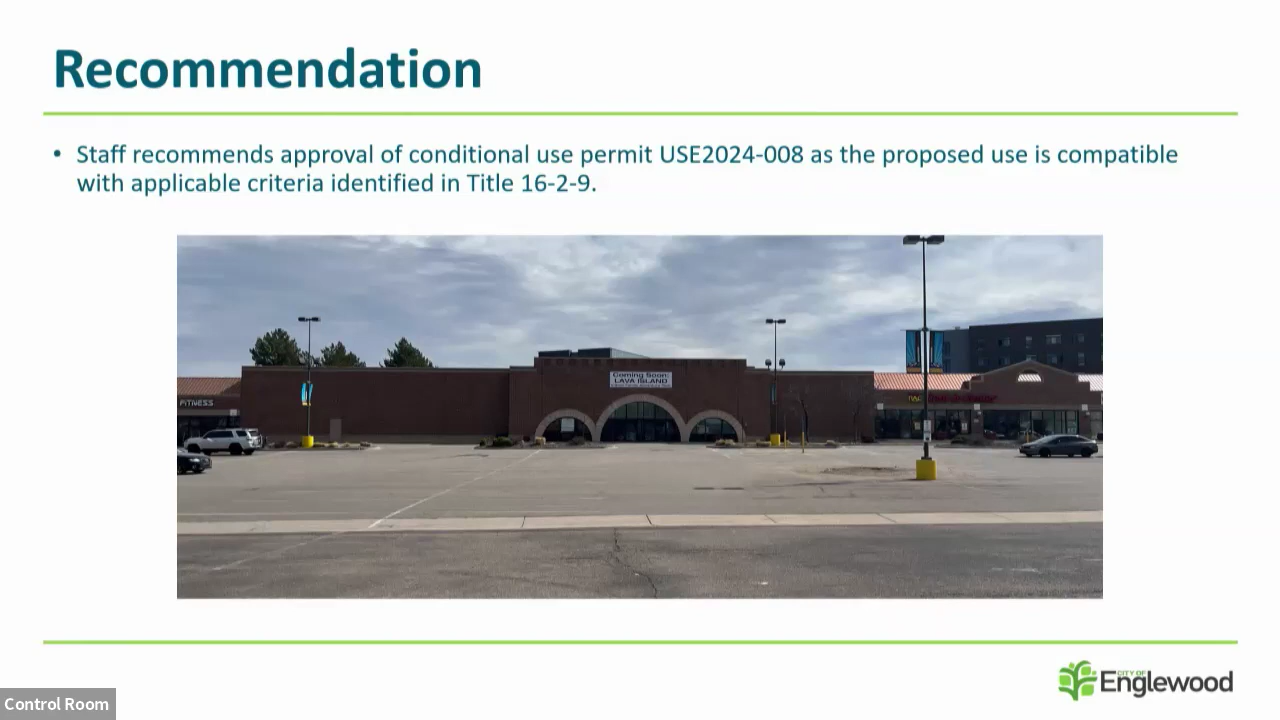 Recommendation
• Staff recommends approval of conditional use permit USE2024-008 as the proposed use is compatible
with applicable criteria identified in Title 16-2-9.
Coming Soon:
LAVA ISLAND
FITNESS
CITY OF
Englewood
Control Room